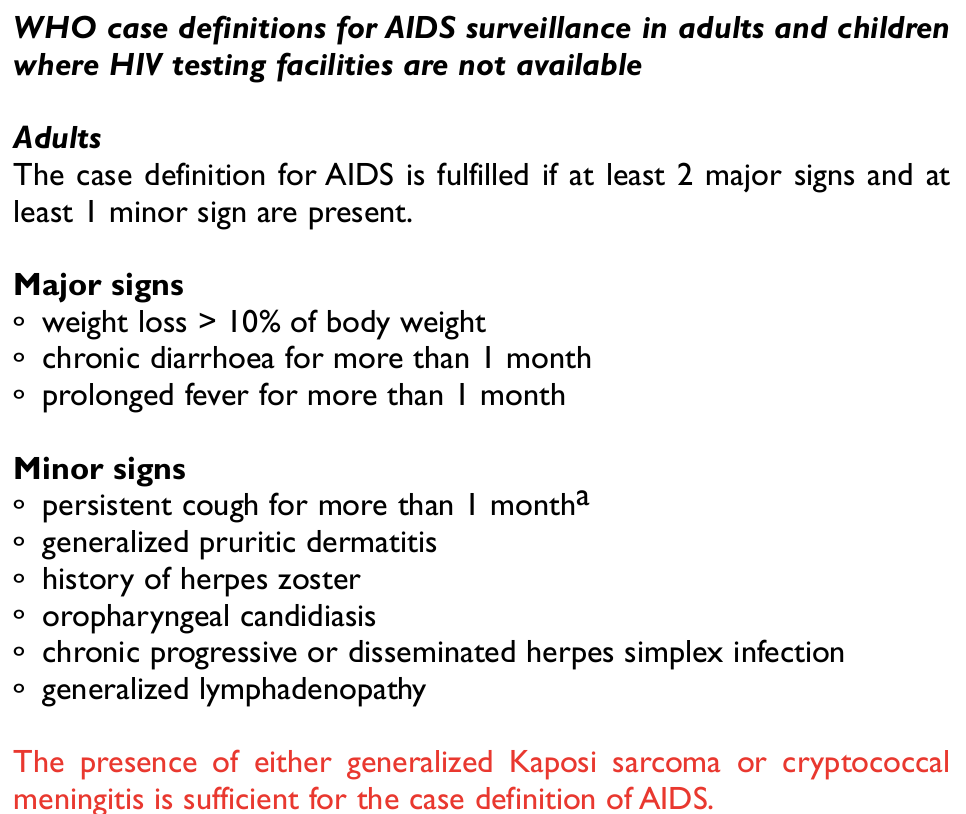 WHO case definitions for AIDS surveillance in adults and children
where HIV testing facilities are not available
Adults
The case definition for AIDS is fulfilled if at least 2 major signs and at
least 1 minor sign are present.
Major signs
° weight loss > 10% of body weight
° chronic diarrhoea for more than 1 month
° prolonged fever for more than 1 month
Minor signs
° persistent cough for more than 1 monthª
° generalized pruritic dermatitis
° history of herpes zoster
° oropharyngeal candidiasis
° chronic progressive or disseminated herpes simplex infection
° generalized lymphadenopathy
The presence of either generalized Kaposi sarcoma or cryptococcal
meningitis is sufficient for the case definition of AIDS.